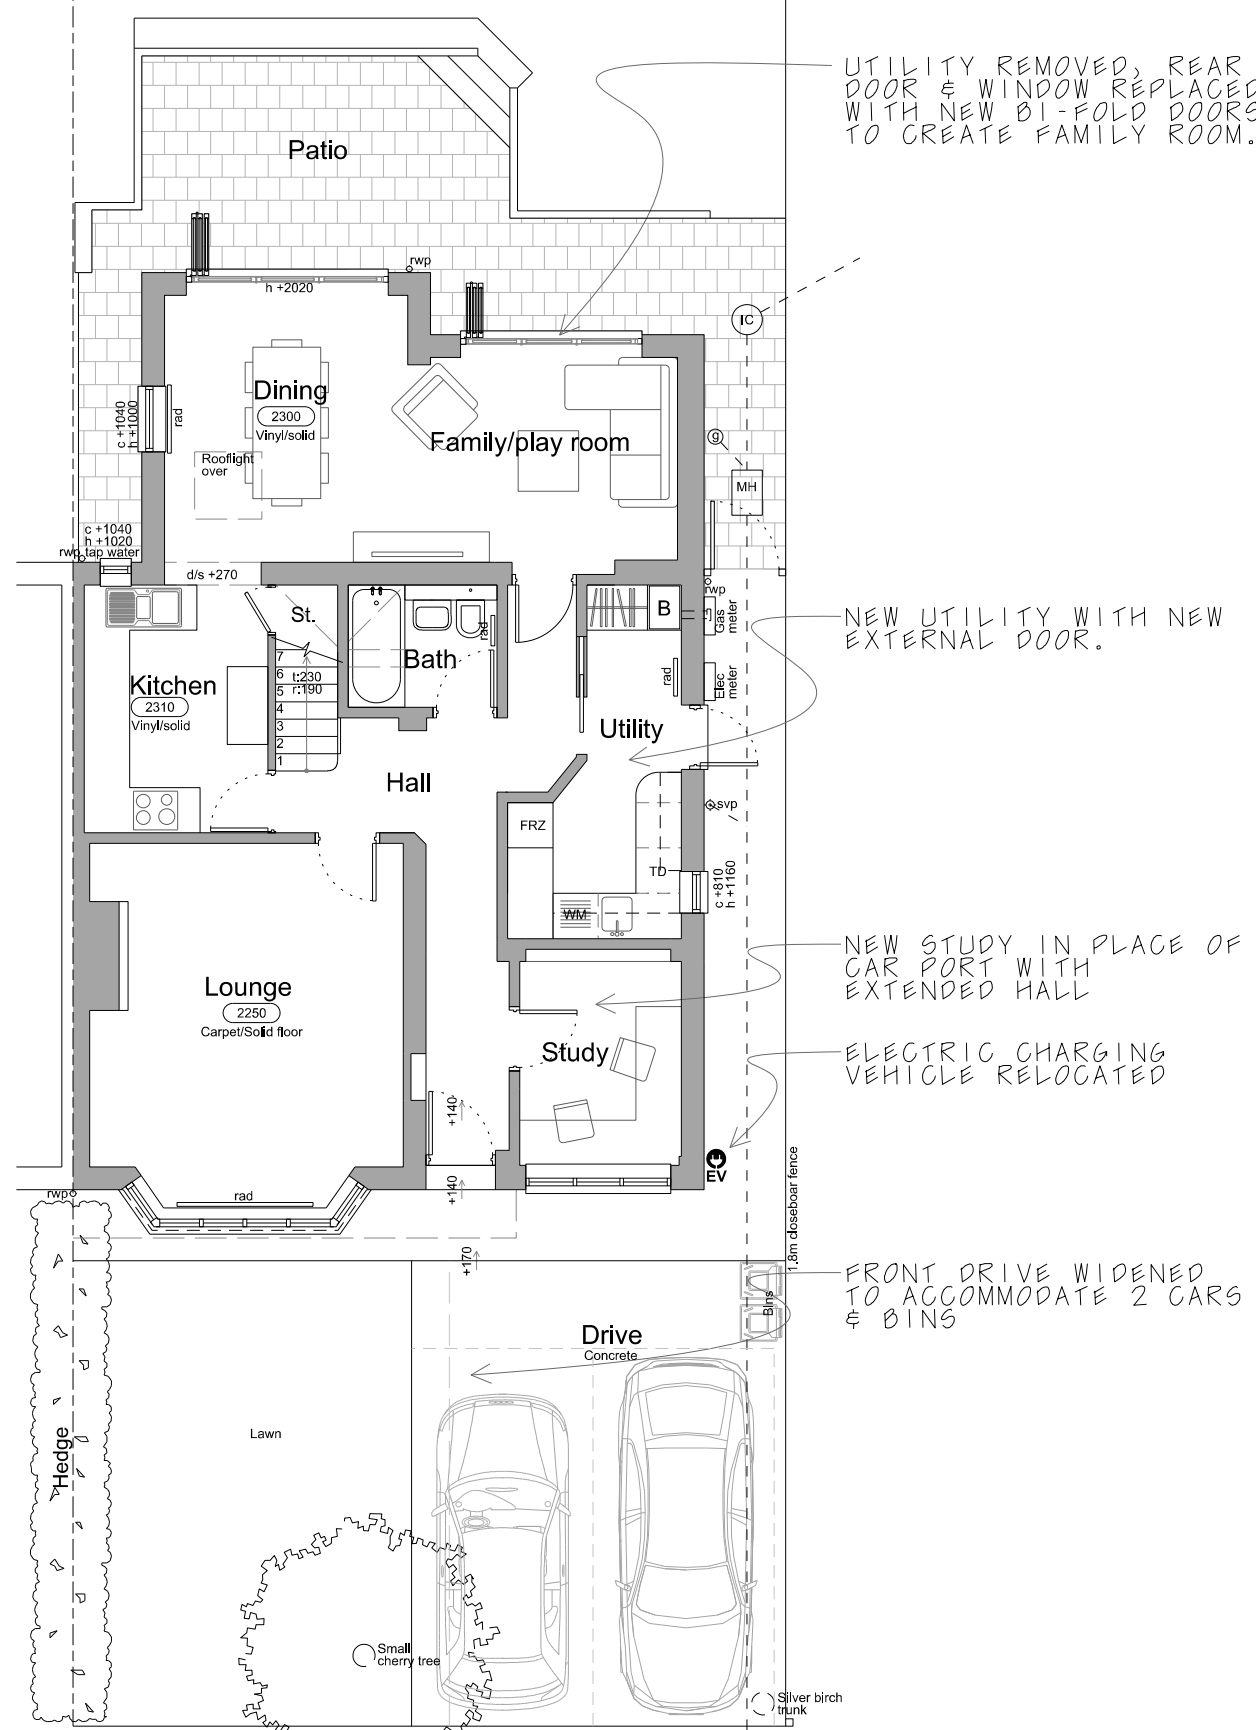 UTILITY REMOVED, REAR
DOOR & WINDOW REPLACED
WITH NEW BI-FOLD DOORS
TO CREATE FAMILY ROOM.
Patio
rwp
h +2020
IC
Dining
2300
Vinyl/solid
c +1040
h +1000
rad
Family/play room
g
Rooflight
over
MH
c +1040
h +1020
rwp tap water
d/s +270
St.
rwp
B
Gas
meter
NEW UTILITY WITH NEW
EXTERNAL DOOR.
rad
Bath
7
6
5
4
3
2
1
t:230
r:190
rad
Elec
meter
Kitchen
2310
Vinyl/solid
Utility
Hall
svp
FRZ
TD
c +810
h +1160
WM
NEW STUDY IN PLACE OF
CAR PORT WITH
EXTENDED HALL
Lounge
2250
Carpet/Solid floor
Study
ELECTRIC CHARGING
VEHICLE RELOCATED
+140
EV
+140
rwp
rad
1.8m closeboar fence
+170
FRONT DRIVE WIDENED
TO ACCOMMODATE 2 CARS
& BINS
Bins
Drive
Concrete
Lawn
Hedge
Small
cherry tree
Silver birch
trunk